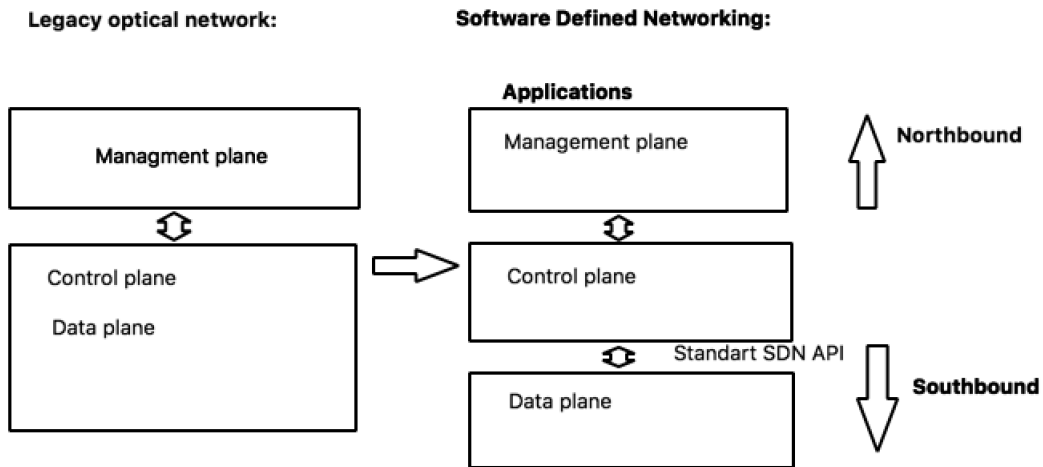 Legacy optical network:
Software Defined Networking:
Managment plane
Control plane
Data plane
Applications
Management plane
Northbound
Control plane
Standart SDN API
Southbound
Data plane